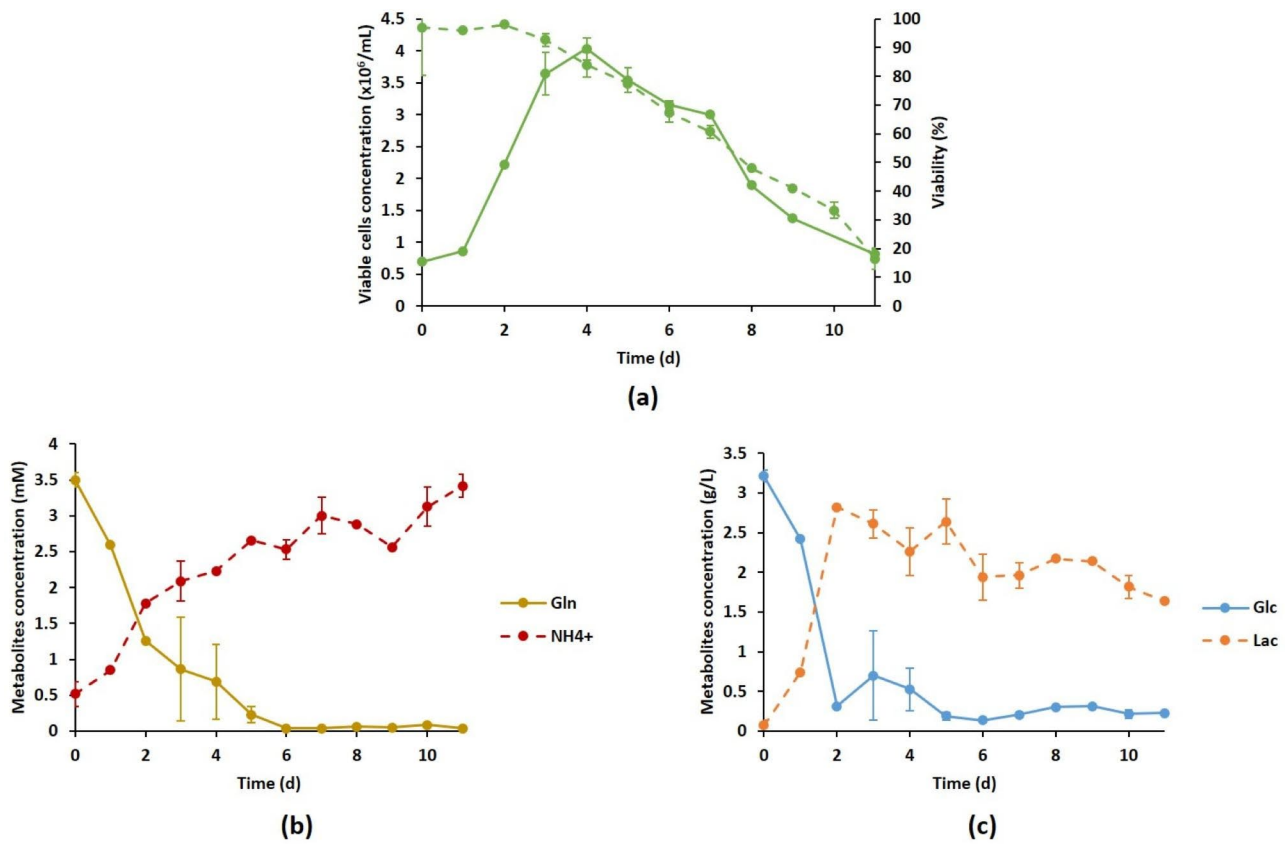 Viable cells concentration (x10⁶/mL)
4.5
4
3.5
3
2.5
2
1.5
1
0.5
0
100
90
80
70
60
50
40
30
20
10
0
Viability (%)
0 2 4 6 8 10
Time (d)
(a)
Metabolites concentration (mM)
4
3.5
3
2.5
2
1.5
1
0.5
0
0 2 4 6 8 10
Time (d)
Gln
NH4+
(b)
Metabolites concentration (g/L)
3.5
3
2.5
2
1.5
1
0.5
0
0 2 4 6 8 10
Time (d)
Glc
Lac
(c)